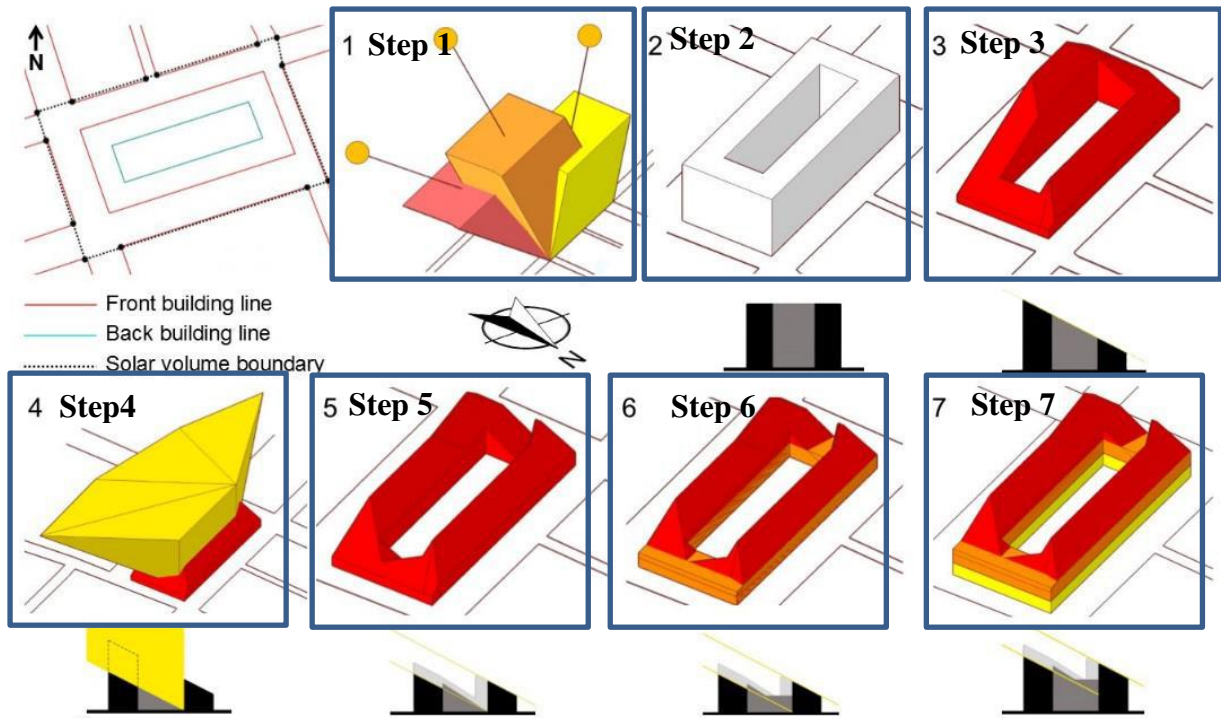 N
1 Step 1
2 Step 2
3 Step 3
Front building line
Back building line
Solar volume boundary
N
4 Step4
5 Step 5
6 Step 6
7 Step 7